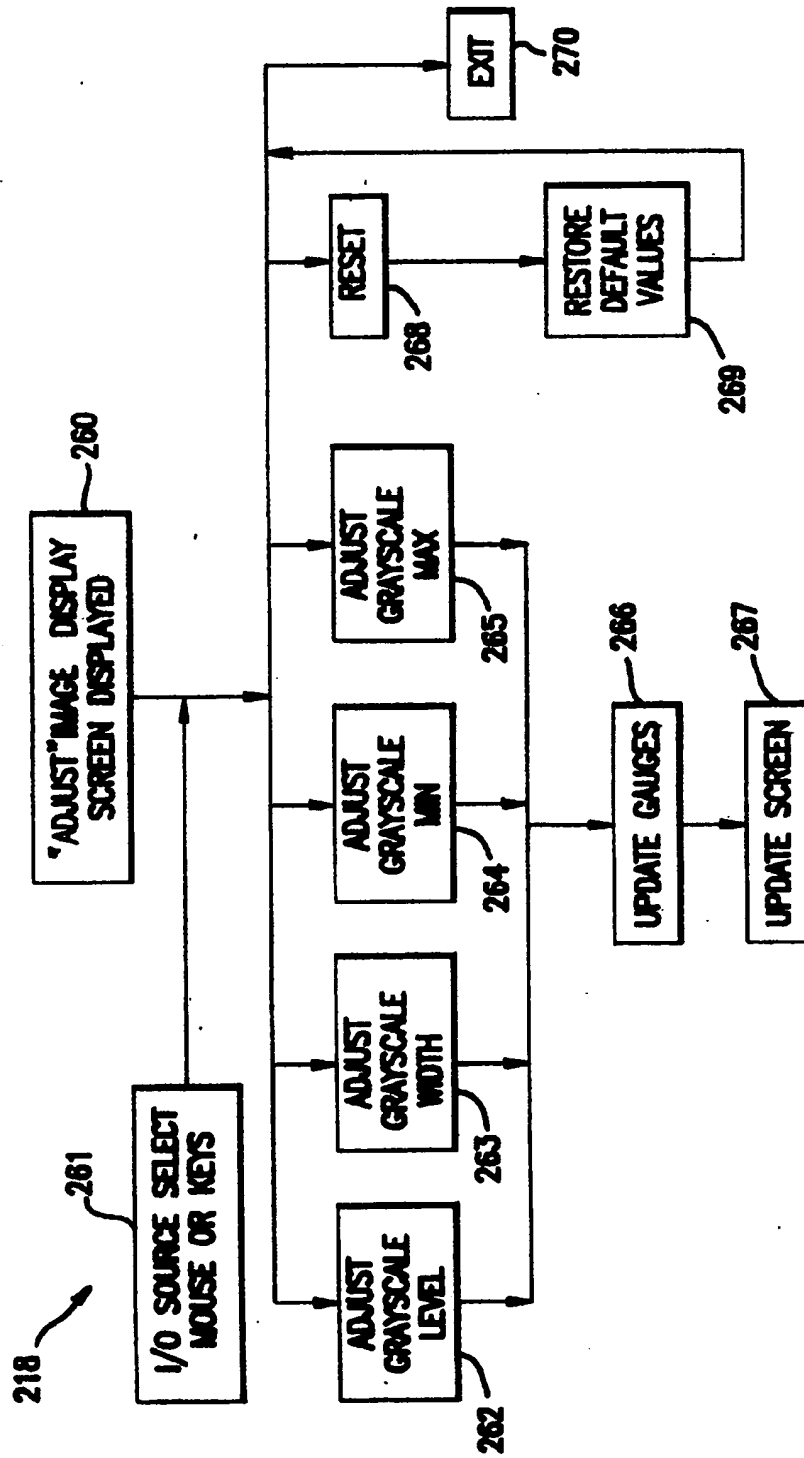 218
261
I/O SOURCE SELECT
MOUSE OR KEYS
260
"ADJUST" IMAGE DISPLAY
SCREEN DISPLAYED
ADJUST
GRAYSCALE
LEVEL
262
ADJUST
GRAYSCALE
WIDTH
263
ADJUST
GRAYSCALE
MIN
264
ADJUST
GRAYSCALE
MAX
265
RESET
268
EXIT
270
RESTORE
DEFAULT
VALUES
269
UPDATE GAUGES
266
UPDATE SCREEN
267